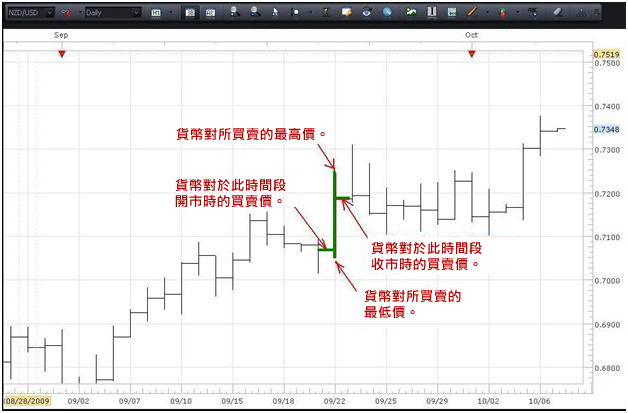 NZD/USD Daily
Sep Oct
0.7519
0.7500
0.7400
0.7348
0.7300
0.7200
0.7100
0.7000
0.6900
0.6800
貨幣對所買賣的最高價。
貨幣對於此時間段
開市時的買賣價。
貨幣對於此時間段
收市時的買賣價。
貨幣對所買賣的
最低價。
08/28/2009 09/02 09/07 09/10 09/15 09/17 09/22 09/24 09/29 10/02 10/06